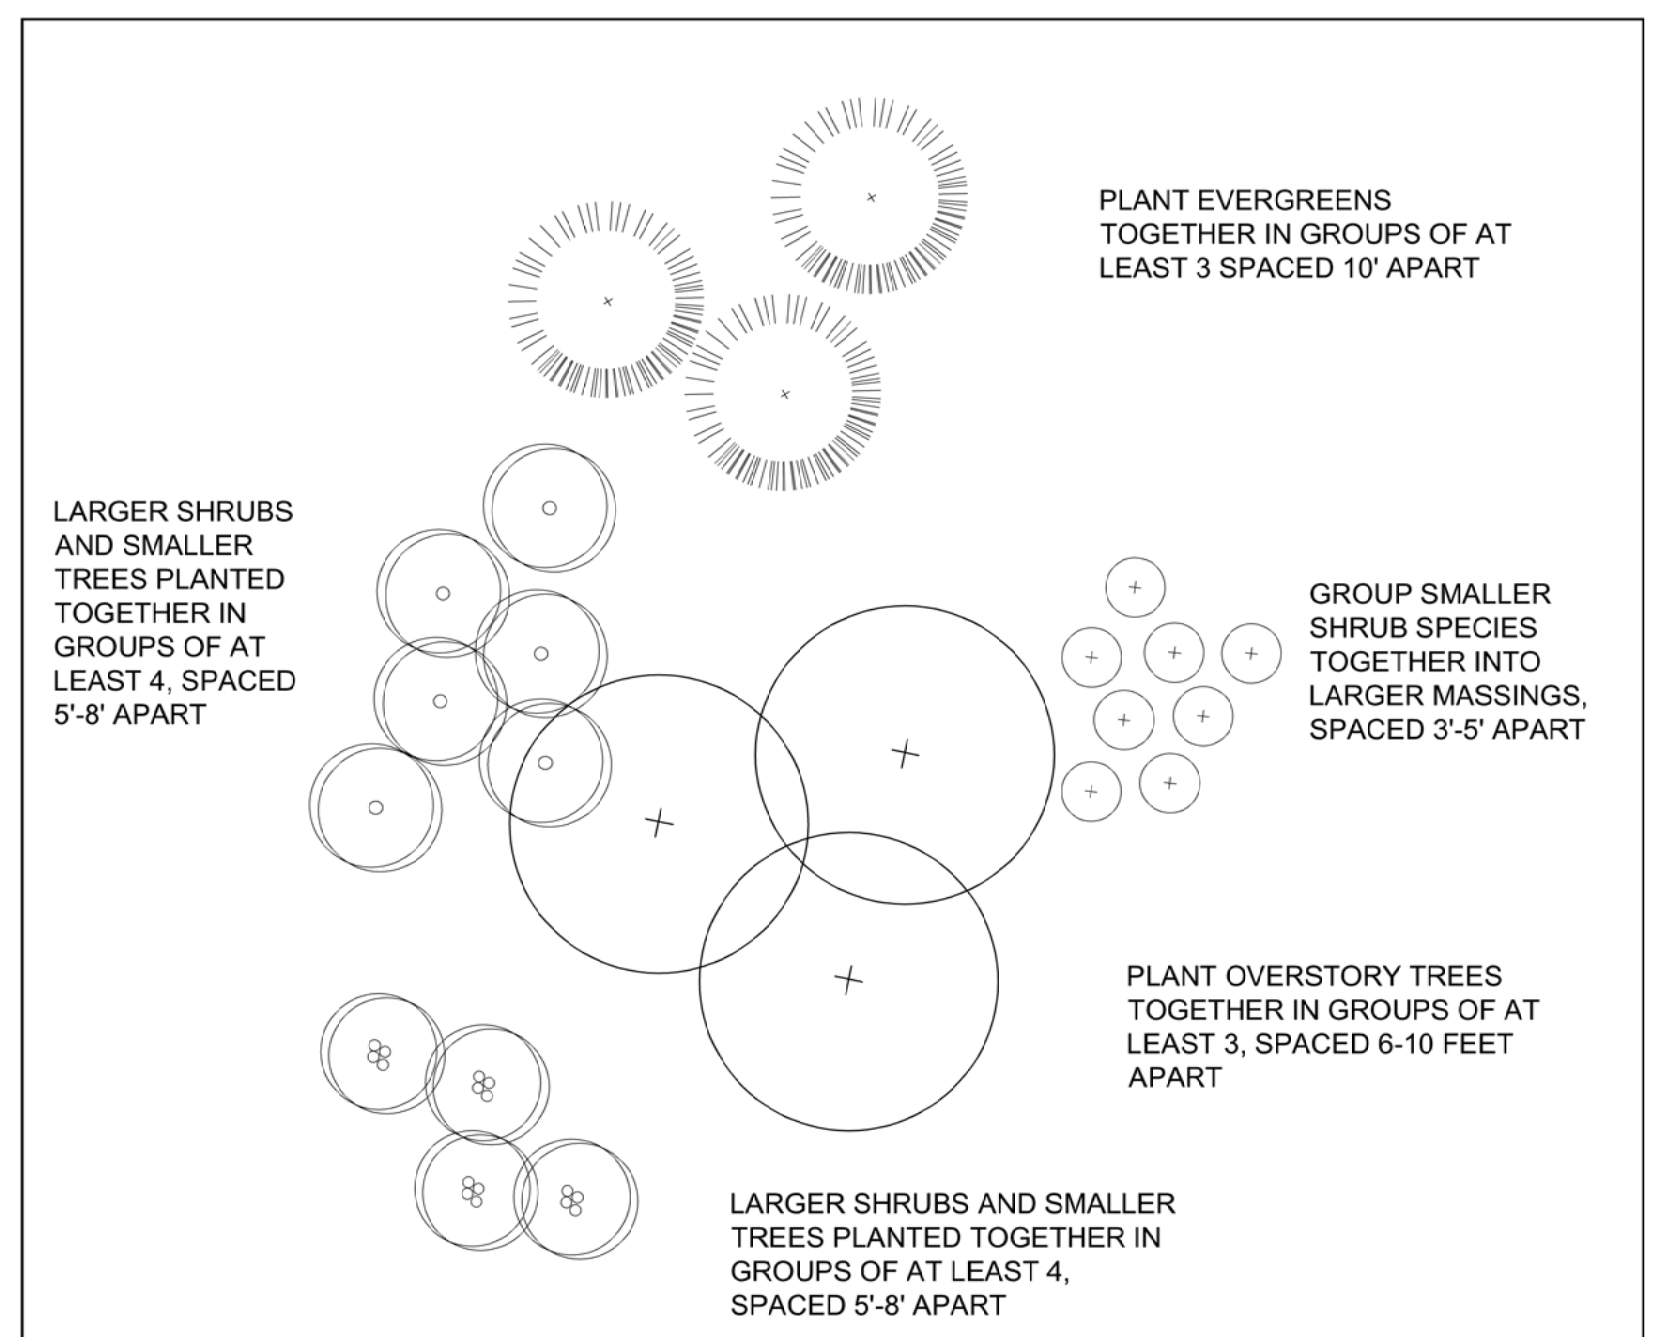 PLANT EVERGREENS
TOGETHER IN GROUPS OF AT
LEAST 3 SPACED 10' APART
LARGER SHRUBS
AND SMALLER
TREES PLANTED
TOGETHER IN
GROUPS OF AT
LEAST 4, SPACED
5'-8' APART
GROUP SMALLER
SHRUB SPECIES
TOGETHER INTO
LARGER MASSINGS,
SPACED 3'-5' APART
PLANT OVERSTORY TREES
TOGETHER IN GROUPS OF AT
LEAST 3, SPACED 6-10 FEET
APART
LARGER SHRUBS AND SMALLER
TREES PLANTED TOGETHER IN
GROUPS OF AT LEAST 4,
SPACED 5'-8' APART